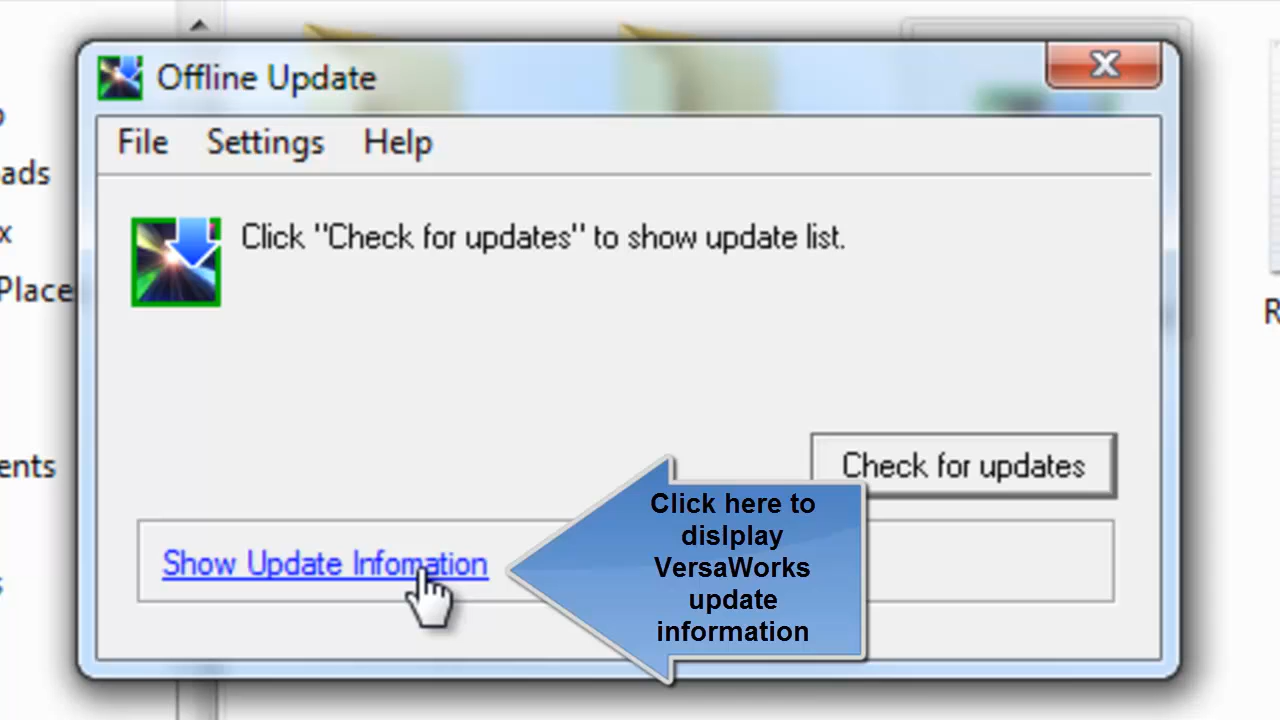 Offline Update
File Settings Help
ads
x
Place
R
Click "Check for updates" to show update list.
ents
Check for updates
Show Update Infomation
Click here to
dislplay
VersaWorks
update
information